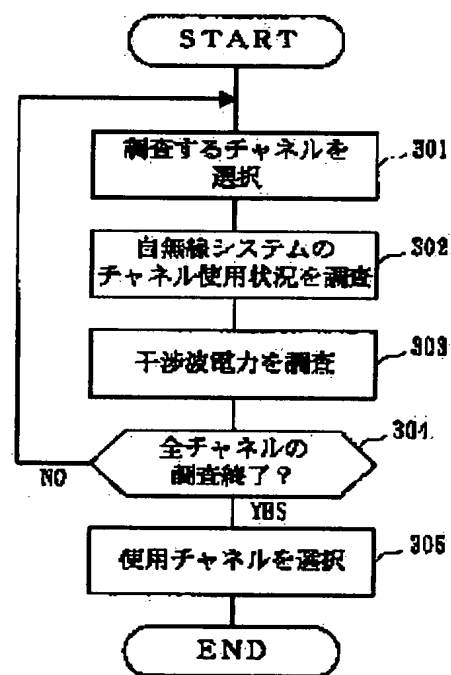 START
調査するチャネルを
選択
301
自無線システムの
チャネル使用状況を調査
302
干渉波電力を調査
303
全チャネルの
調査終了?
304
NO
YES
使用チャネルを選択
305
END